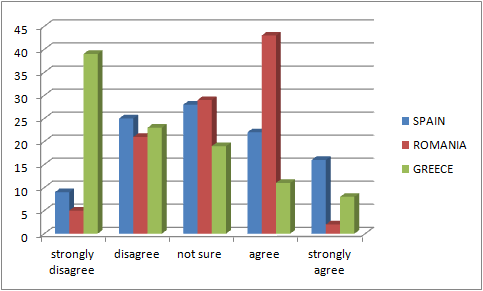 45
40
35
30
25
20
15
10
5
0
strongly disagree
disagree
not sure
agree
strongly agree
SPAIN
ROMANIA
GREECE